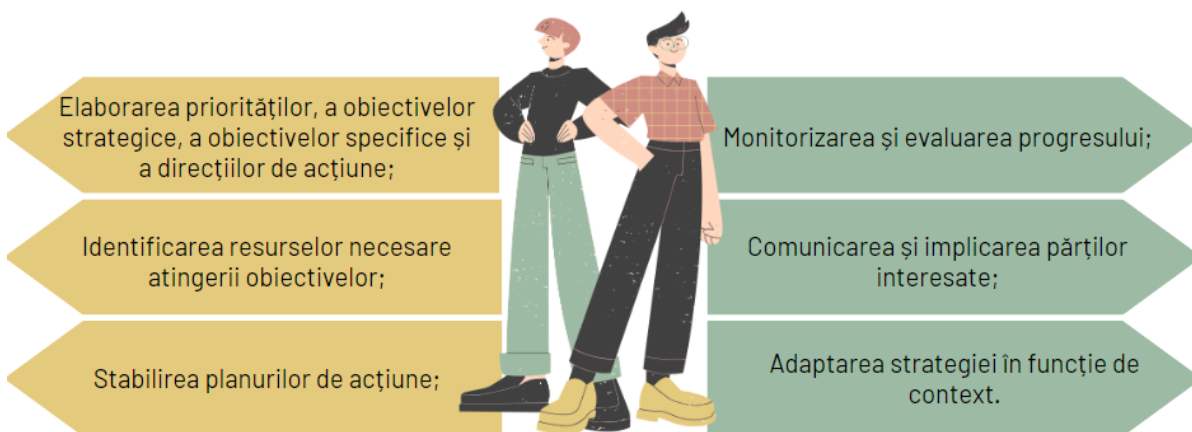 Elaborarea priorităților, a obiectivelor
strategice, a obiectivelor specifice și
a direcțiilor de acțiune;
Identificarea resurselor necesare
atingerii obiectivelor;
Stabilirea planurilor de acțiune;
Monitorizarea și evaluarea progresului;
Comunicarea și implicarea părților
interesate;
Adaptarea strategiei în funcție de
context.